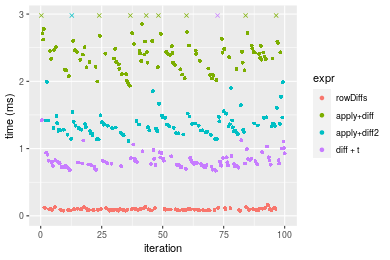 3
2
1
0
time (ms)
0
25
50
75
100
iteration
expr
rowDiffs
apply+diff
apply+diff2
diff + t